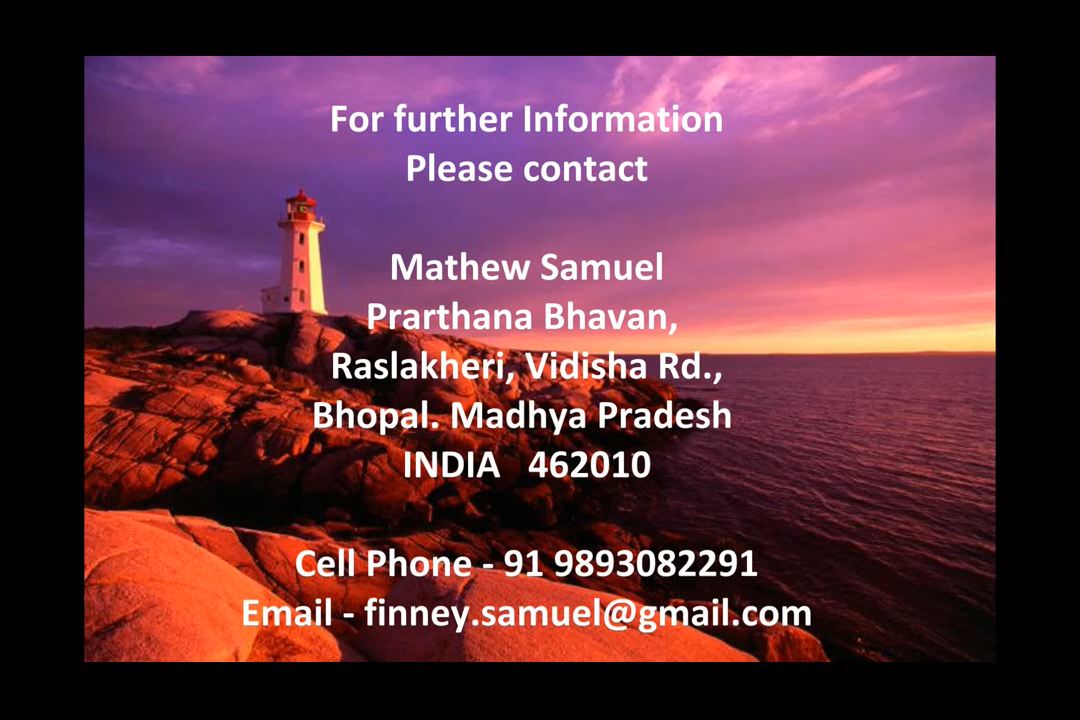 For further Information
Please contact
Mathew Samuel
Prarthana Bhavan,
Raslakheri, Vidisha Rd.,
Bhopal. Madhya Pradesh
INDIA 462010
Cell Phone - 91 9893082291
Email - finney.samuel@gmail.com